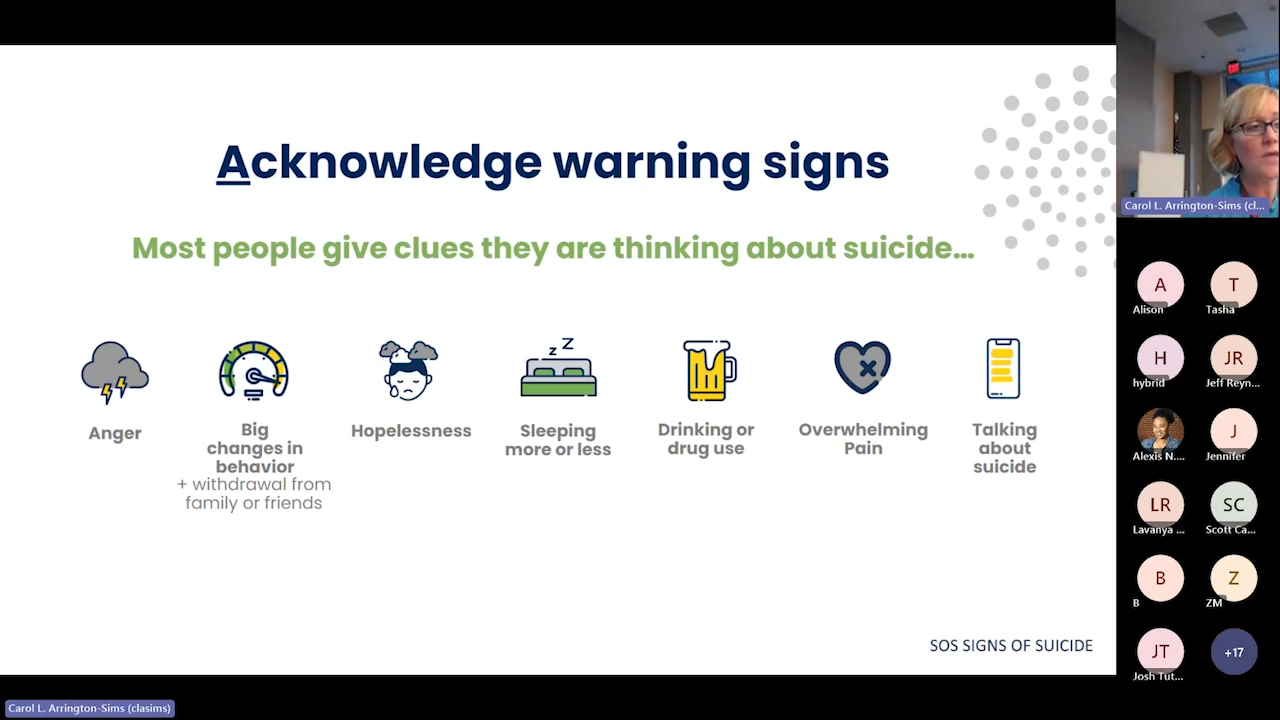 Acknowledge warning signs
Most people give clues they are thinking about suicide...
z Z
Anger
Big
changes in
behavior
+ withdrawal from
family or friends
Hopelessness
Sleeping
more or less
Drinking or
drug use
Overwhelming
Pain
Talking
about
suicide
SOS SIGNS OF SUICIDE
Carol L. Arrington-Sims (clasims)
Carol L. Arrington-Sims (cl...
A
Alison
T
Tasha
H
hybrid
JR
Jeff Reyn...
Alexis N....
J
Jennifer
LR
Lavanya ...
SC
Scott Ca...
B
B
Z
ZM
JT
Josh Tut...
+17